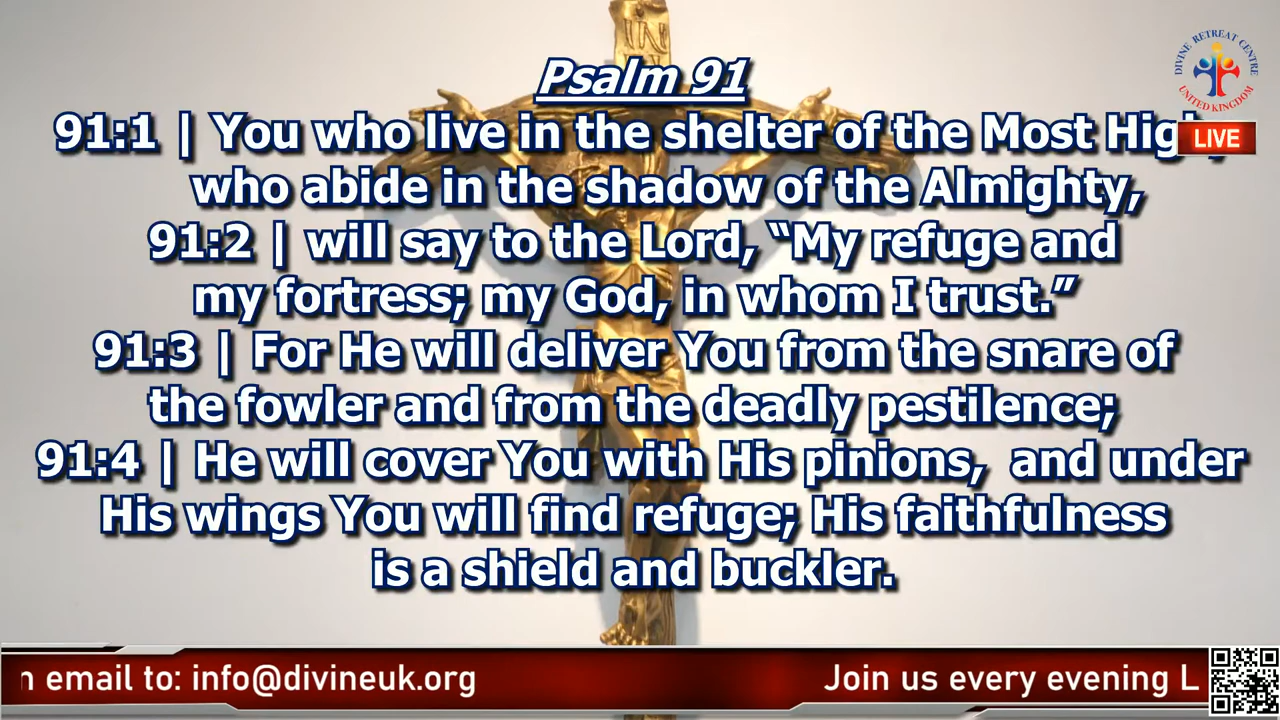 IN
Psalm 91
DIVINE RETREAT CENTRE
UNITED KINGDOM
LIVE
91:1 | You who live in the shelter of the Most High,
who abide in the shadow of the Almighty,
91:2 | will say to the Lord, “My refuge and
my fortress; my God, in whom I trust.”
91:3 | For He will deliver You from the snare of
the fowler and from the deadly pestilence;
91:4 | He will cover You with His pinions, and under
His wings You will find refuge; His faithfulness
is a shield and buckler.
n email to: info@divineuk.org
Join us every evening L